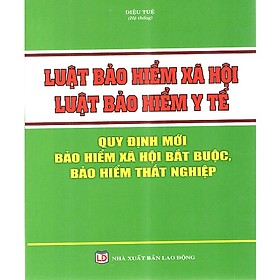 DIỆU TUỆ
(Hệ thống)
LUẬT BẢO HIỂM XÃ HỘI
LUẬT BẢO HIỂM Y TẾ
QUY ĐỊNH MỚI
BẢO HIỂM XÃ HỘI BẮT BUỘC,
BẢO HIỂM THẤT NGHIỆP
LĐ NHÀ XUẤT BẢN LAO ĐỘNG